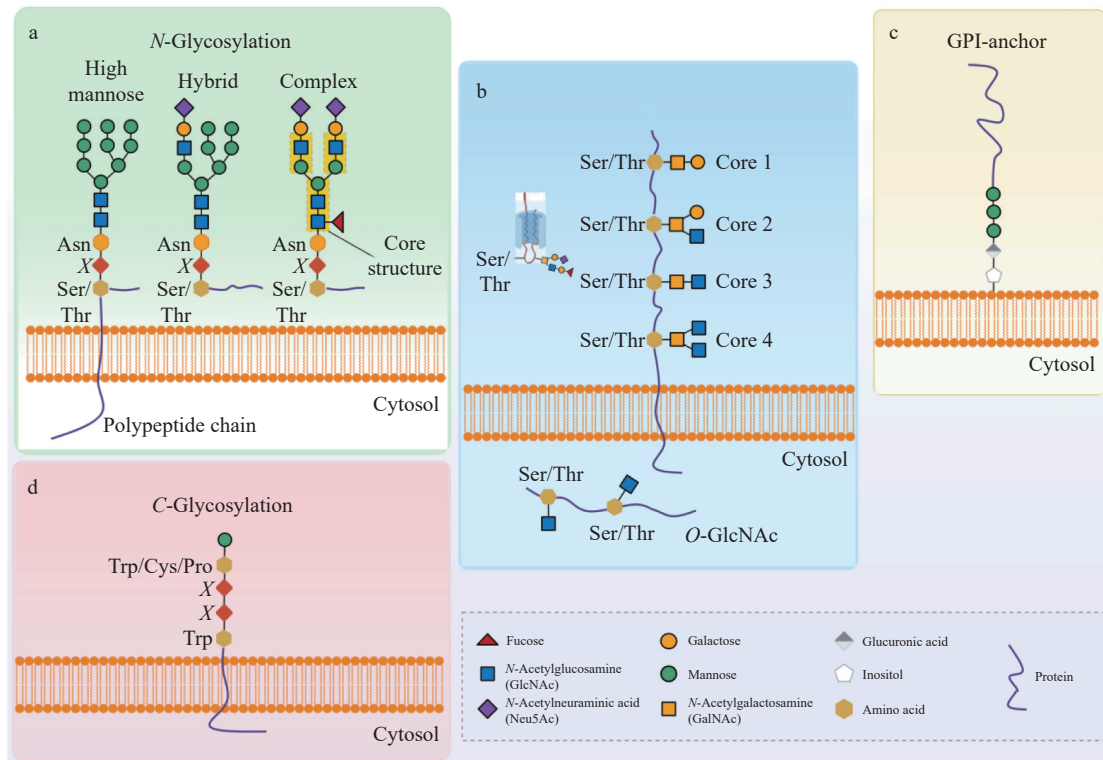 a
N-Glycosylation
High
mannose
Hybrid
Complex
Asn
X
Ser/
Thr
Asn
X
Ser/
Thr
Asn
X
Ser/
Thr
Core
structure
Cytosol
Polypeptide chain
b
Ser/Thr
Core 1
Ser/Thr
Core 2
Ser/
Thr
Ser/Thr
Core 3
Ser/Thr
Core 4
Cytosol
Ser/Thr
Ser/Thr
O-GlcNAc
c
GPI-anchor
Cytosol
d
C-Glycosylation
Trp/Cys/Pro
X
X
Trp
Cytosol
Fucose
Galactose
Glucuronic acid
N-Acetylglucosamine
(GlcNAc)
Mannose
Inositol
Protein
N-Acetylneuraminic acid
(Neu5Ac)
N-Acetylgalactosamine
(GalNAc)
Amino acid